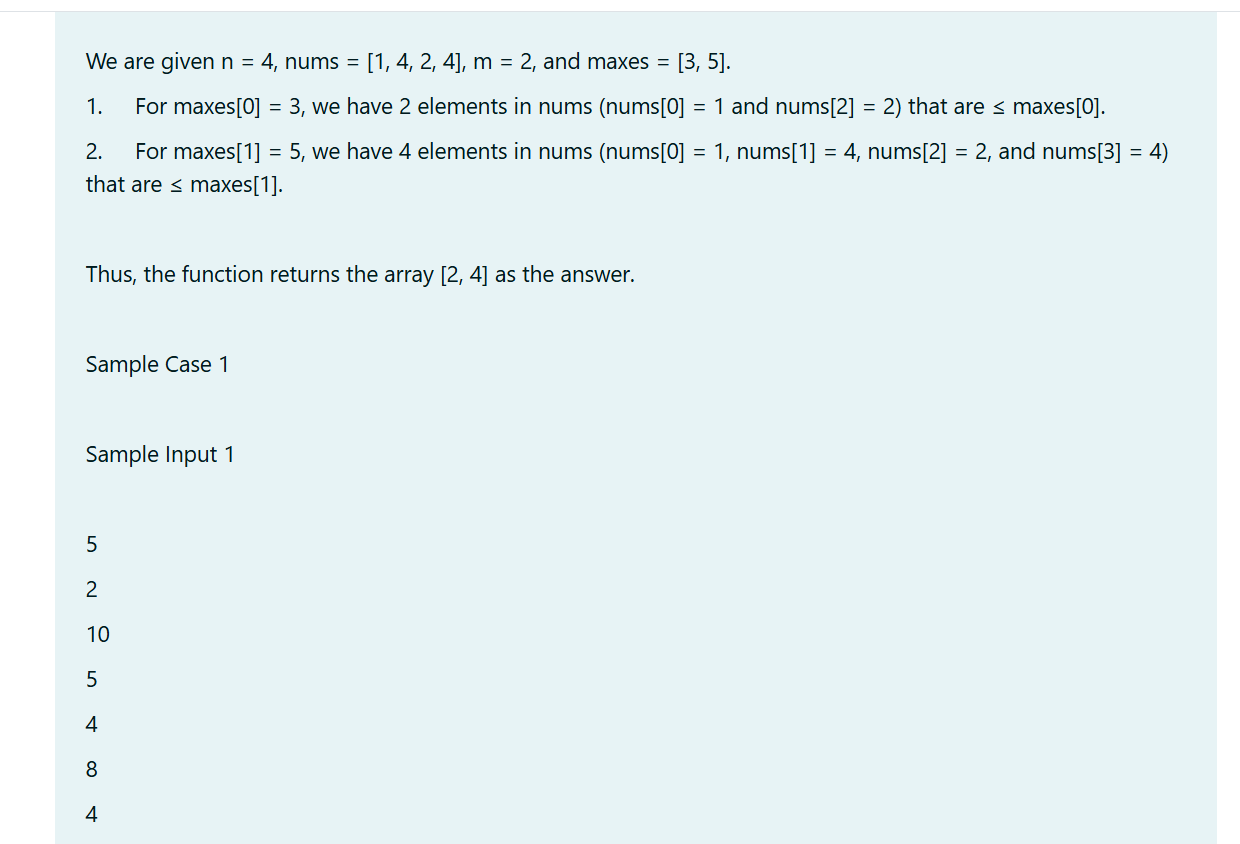 We are given n = 4, nums = [1, 4, 2, 4], m = 2, and maxes = [3, 5].
1. For maxes[0] = 3, we have 2 elements in nums (nums[0] = 1 and nums[2] = 2) that are ≤ maxes[0].
2. For maxes[1] = 5, we have 4 elements in nums (nums[0] = 1, nums[1] = 4, nums[2] = 2, and nums[3] = 4)
that are ≤ maxes[1].
Thus, the function returns the array [2, 4] as the answer.
Sample Case 1
Sample Input 1
5
2
10
5
4
8
4